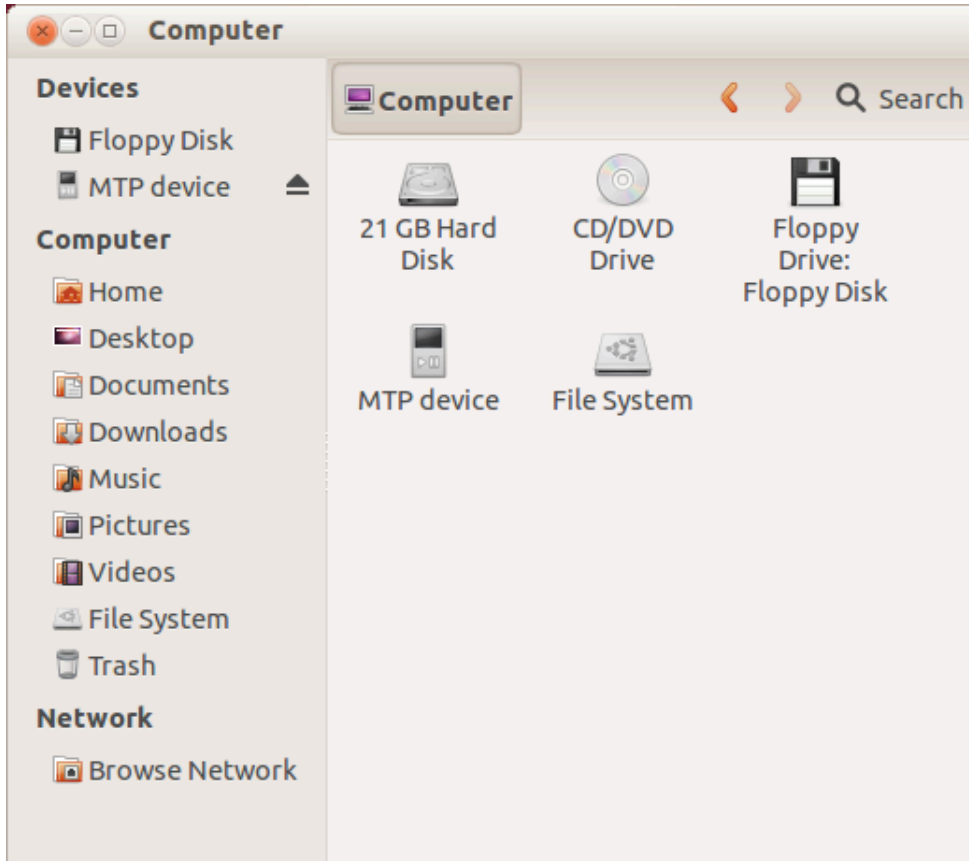 Computer
Devices
Floppy Disk
MTP device
Computer
Home
Desktop
Documents
Downloads
Music
Pictures
Videos
File System
Trash
Network
Browse Network
Computer
Search
21 GB Hard
Disk
CD/DVD
Drive
Floppy
Drive:
Floppy Disk
MTP device
File System